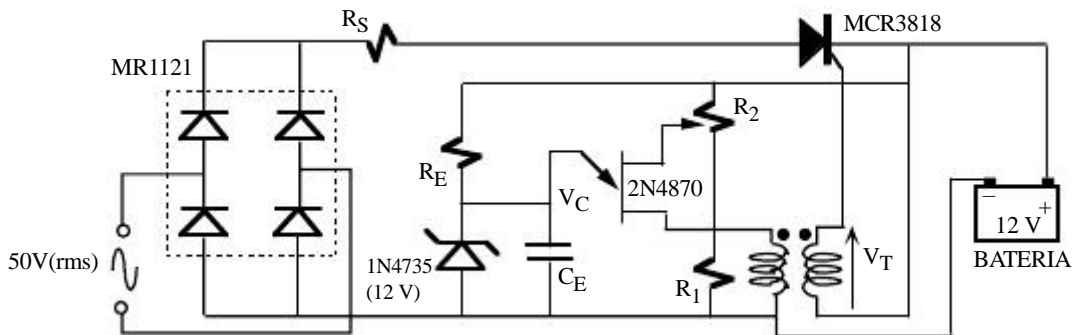 R_S
MCR3818
MR1121
R_2
R_E
V_C
2N4870
– +
12 V
BATERIA
50V(rms)
1N4735
(12 V)
C_E
R_1
V_T